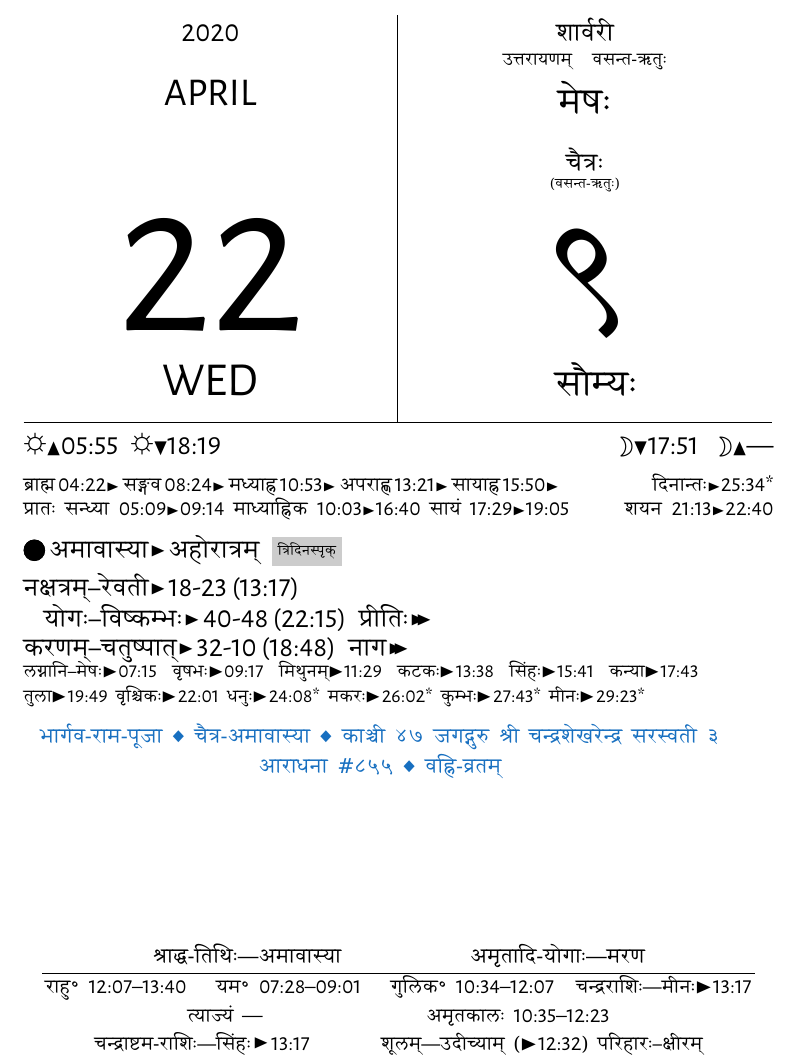 2020
APRIL
22
WED
शार्वरी
उत्तरायणम् वसन्त-ऋतुः
मेषः
चैत्रः
(वसन्त-ऋतुः)
९
सौम्यः
☼▲05:55 ☼▼18:19 ☽▼17:51 ☽▲—
ब्राह्म 04:22► सङ्गव 08:24► मध्याह्न 10:53► अपराह्ण 13:21► सायाह्न 15:50► दिनान्तः►25:34*
प्रातः सन्ध्या 05:09►09:14 माध्याह्निक 10:03►16:40 सायं 17:29►19:05 शयन 21:13►22:40
● अमावास्या► अहोरात्रम् त्रिदिनस्पृक्
नक्षत्रम्–रेवती►18-23 (13:17)
योगः–विष्कम्भः►40-48 (22:15) प्रीतिः►►
करणम्–चतुष्पात्►32-10 (18:48) नाग►►
लग्नानि–मेषः►07:15 वृषभः►09:17 मिथुनम्►11:29 कटकः►13:38 सिंहः►15:41 कन्या►17:43
तुला►19:49 वृश्चिकः►22:01 धनुः►24:08* मकरः►26:02* कुम्भः►27:43* मीनः►29:23*
भार्गव-राम-पूजा ◆ चैत्र-अमावास्या ◆ काञ्ची ४७ जगद्गुरु श्री चन्द्रशेखरेन्द्र सरस्वती ३
आराधना #८५५ ◆ वह्नि-व्रतम्
श्राद्ध-तिथिः—अमावास्या अमृतादि-योगाः—मरण
राहु° 12:07–13:40 यम° 07:28–09:01 गुलिक° 10:34–12:07 चन्द्रराशिः—मीनः►13:17
त्याज्यं — अमृतकालः 10:35–12:23
चन्द्राष्टम-राशिः—सिंहः►13:17 शूलम्—उदीच्याम् (►12:32) परिहारः–क्षीरम्